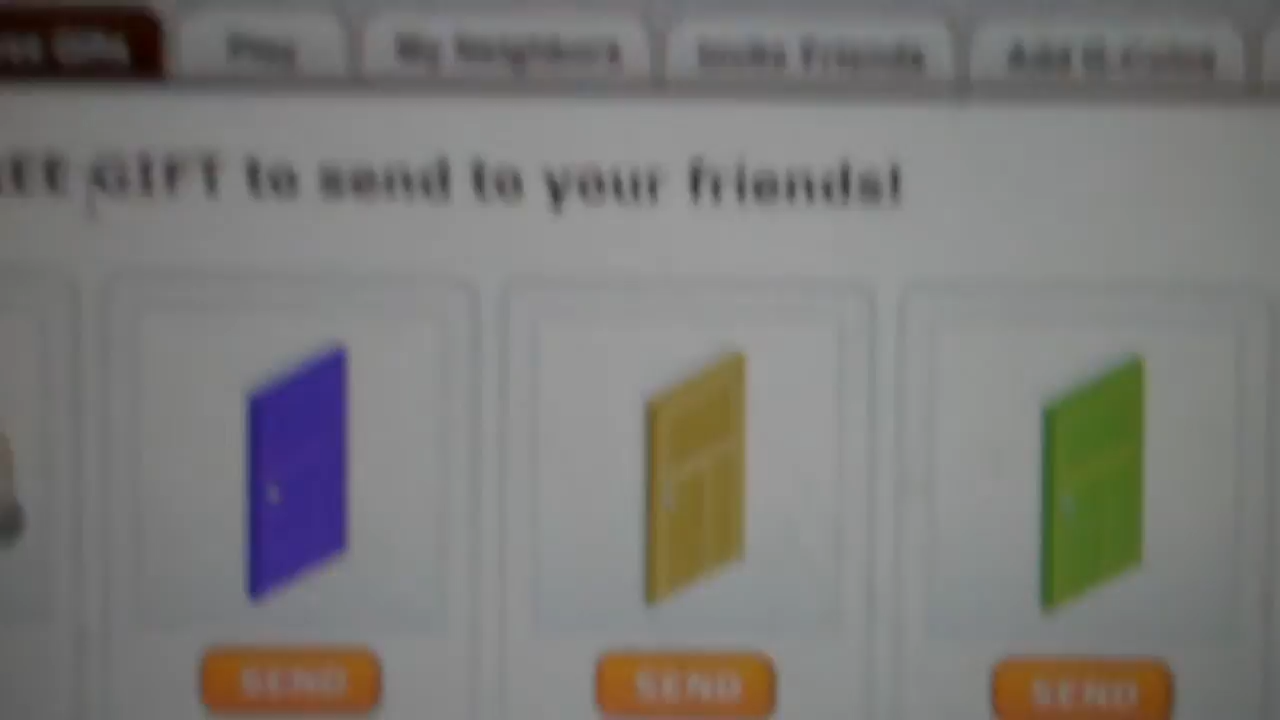 Play My Neighbors Invite Friends
GIFT to send to your friends!
SEND SEND SEND